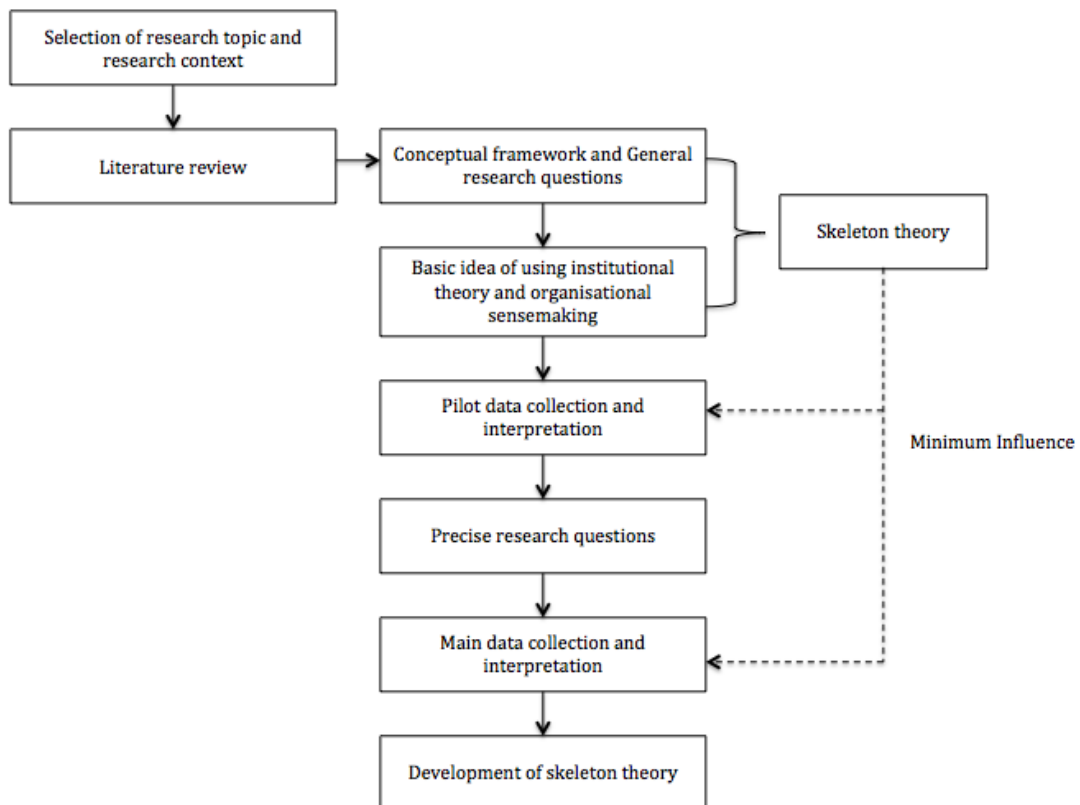 Selection of research topic and
research context
Literature review
Conceptual framework and General
research questions
Skeleton theory
Basic idea of using institutional
theory and organisational
sensemaking
Pilot data collection and
interpretation
Minimum Influence
Precise research questions
Main data collection and
interpretation
Development of skeleton theory